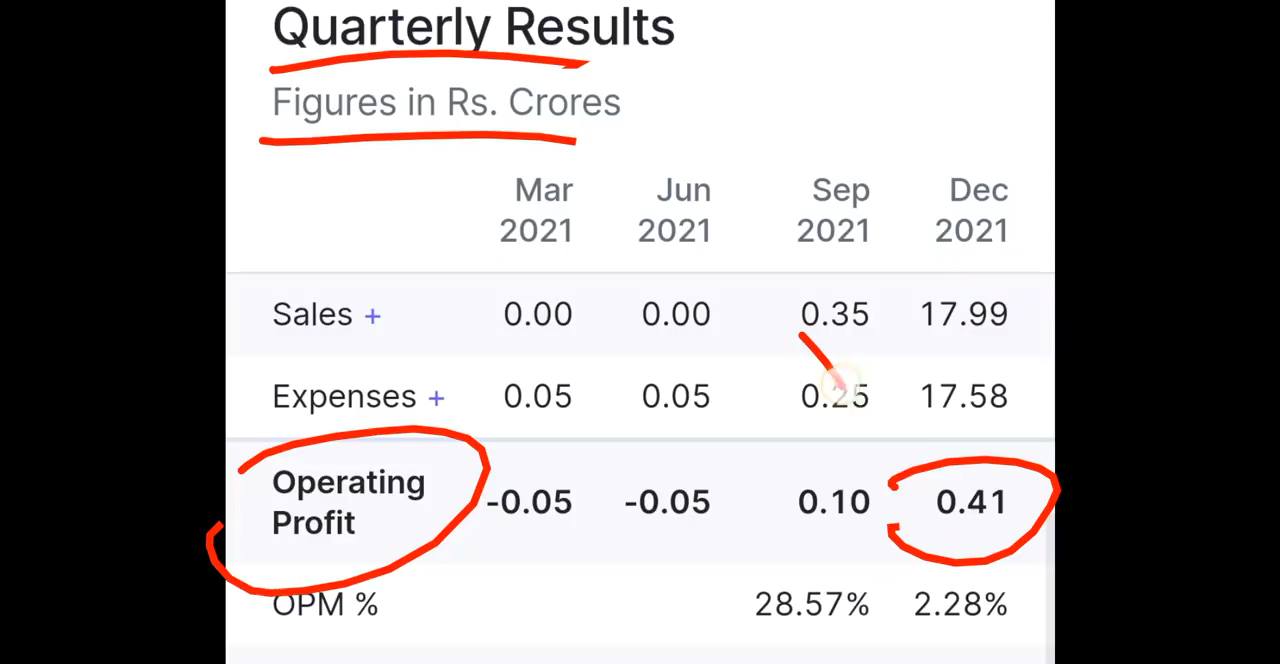 Quarterly Results
Figures in Rs. Crores
Mar Jun Sep Dec
2021 2021 2021 2021
Sales + 0.00 0.00 0.35 17.99
Expenses + 0.05 0.05 0.25 17.58
Operating
Profit -0.05 -0.05 0.10 0.41
OPM % 28.57% 2.28%